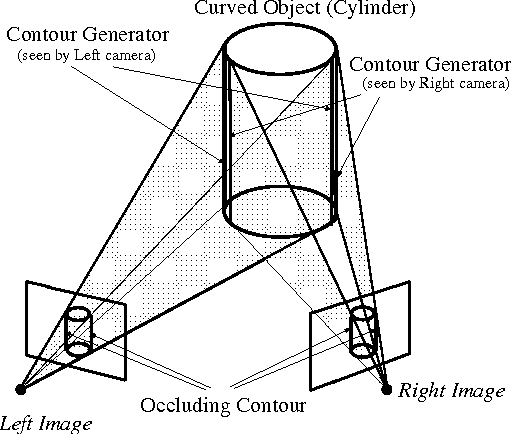 Curved Object (Cylinder)
Contour Generator
(seen by Left camera)
Contour Generator
(seen by Right camera)
Right Image
Occluding Contour
Left Image